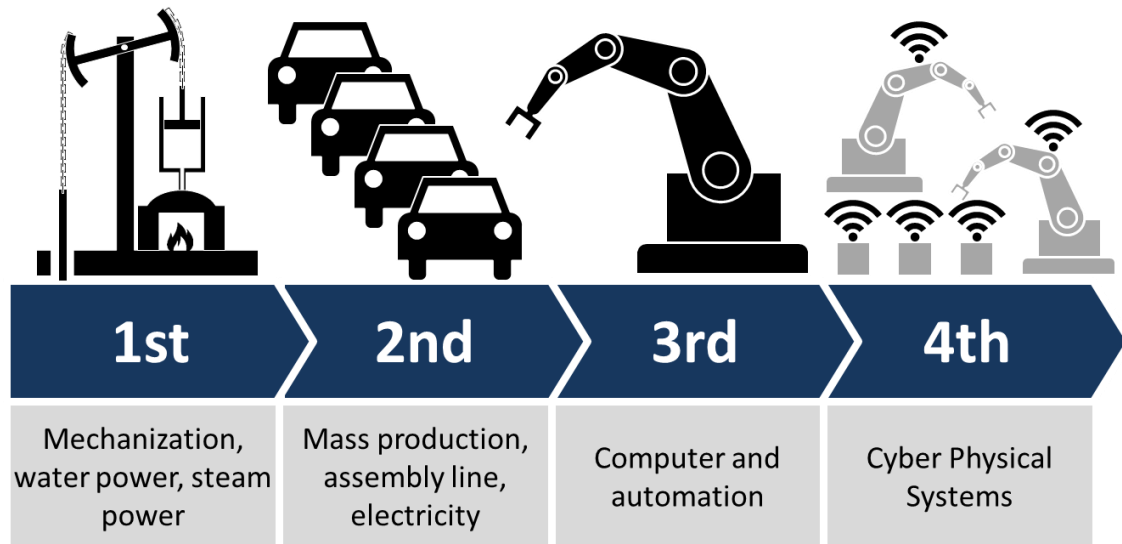 1st
2nd
3rd
4th
Mechanization,
water power, steam
power
Mass production,
assembly line,
electricity
Computer and
automation
Cyber Physical
Systems